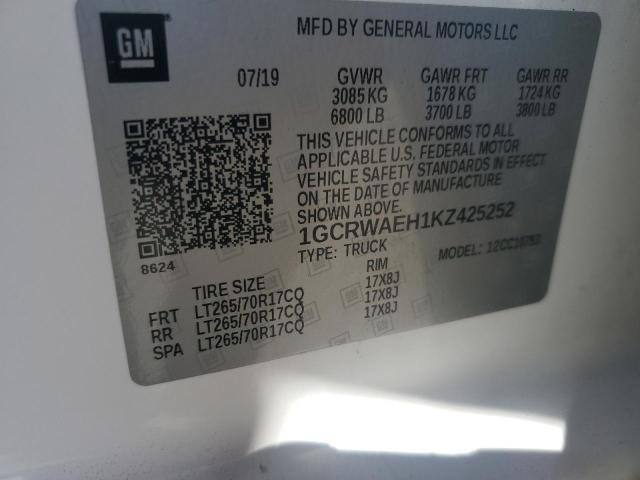 GM
MFD BY GENERAL MOTORS LLC
07/19 GVWR GAWR FRT GAWR RR
3085 KG 1678 KG 1724 KG
6800 LB 3700 LB 3800 LB
THIS VEHICLE CONFORMS TO ALL
APPLICABLE U.S. FEDERAL MOTOR
VEHICLE SAFETY STANDARDS IN EFFECT
ON THE DATE OF MANUFACTURE
SHOWN ABOVE.
1GCRWAEH1KZ425252
TYPE: TRUCK MODEL:
8624
TIRE SIZE RIM
FRT LT265/70R17CQ 17X8J
RR LT265/70R17CQ 17X8J
SPA LT265/70R17CQ 17X8J